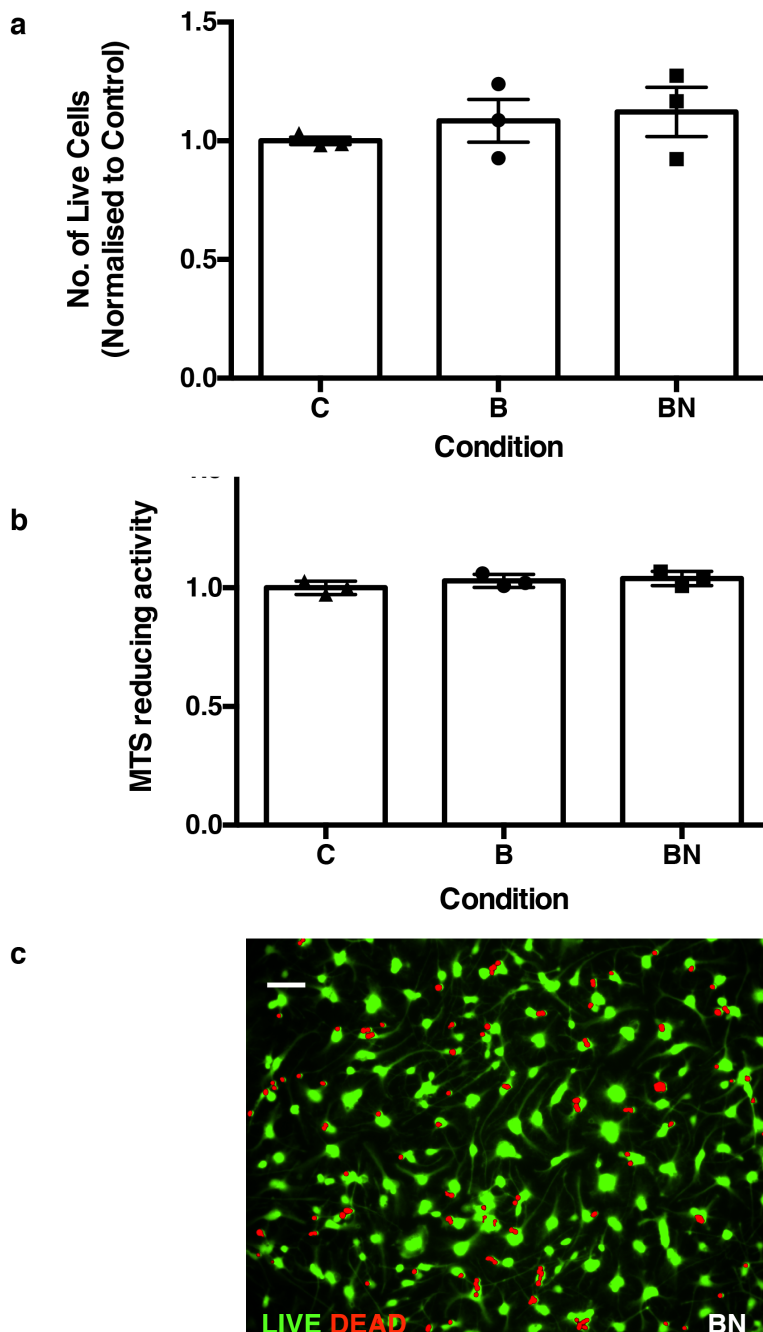 a
No. of Live Cells
(Normalised to Control)
1.5
1.0
0.5
0.0
C B BN
Condition
b
MTS reducing activity
1.0
0.5
0.0
C B BN
Condition
c
LIVE DEAD BN